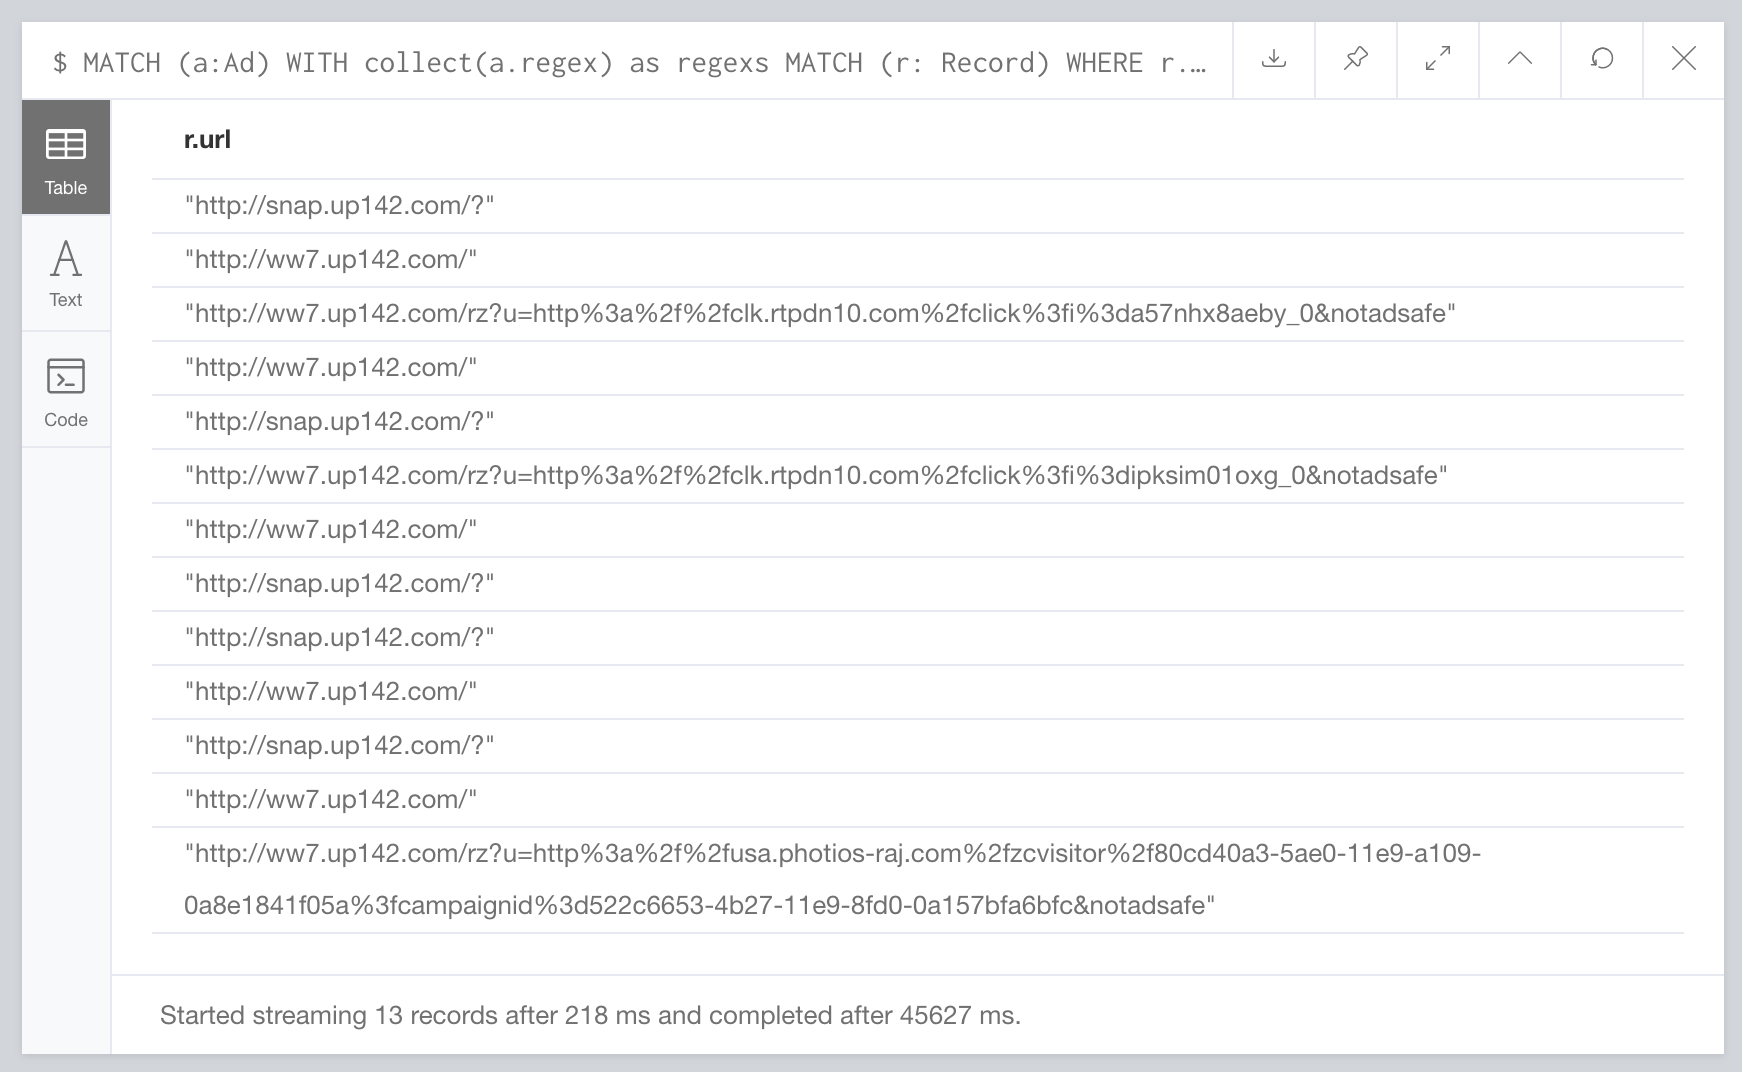 $ MATCH (a:Ad) WITH collect(a.regex) as regexs MATCH (r: Record) WHERE r.…
Table
Text
Code
r.url
"http://snap.up142.com/?"
"http://ww7.up142.com/"
"http://ww7.up142.com/rz?u=http%3a%2f%2fclk.rtpdn10.com%2fclick%3fi%3da57nhx8aeby_0&notadsafe"
"http://ww7.up142.com/"
"http://snap.up142.com/?"
"http://ww7.up142.com/rz?u=http%3a%2f%2fclk.rtpdn10.com%2fclick%3fi%3dipksim01oxg_0&notadsafe"
"http://ww7.up142.com/"
"http://snap.up142.com/?"
"http://snap.up142.com/?"
"http://ww7.up142.com/"
"http://snap.up142.com/?"
"http://ww7.up142.com/"
"http://ww7.up142.com/rz?u=http%3a%2f%2fusa.photios-raj.com%2fzcvisitor%2f80cd40a3-5ae0-11e9-a109-
0a8e1841f05a%3fcampaignid%3d522c6653-4b27-11e9-8fd0-0a157bfa6bfc&notadsafe"
Started streaming 13 records after 218 ms and completed after 45627 ms.